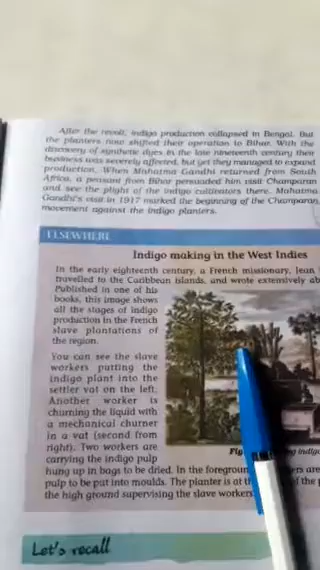 After the revolt, indigo production collapsed in Bengal. But
the planters now shifted their operation to Bihar. With the
discovery of synthetic dyes in the late nineteenth century their
business was severely affected, but yet they managed to expand
production. When Mahatma Gandhi returned from South
Africa, a peasant from Bihar persuaded him visit Champaran
and see the plight of the indigo cultivators there. Mahatma
Gandhi's visit in 1917 marked the beginning of the Champaran
movement against the indigo planters.
ELSEWHERE
Indigo making in the West Indies
In the early eighteenth century, a French missionary, Jean
travelled to the Caribbean islands, and wrote extensively
Published in one of his
books, this image shows
all the stages of indigo
production in the French
slave plantations of
the region.
You can see the slave
workers putting the
indigo plant into the
settler vat on the left.
Another worker is
churning the liquid with
a mechanical churner
in a vat (second from
right). Two workers are
carrying the indigo pulp
hung up in bags to be dried. In the are
pulp to be put into moulds. The planter is at of the
the high ground supervising the slave workers
Let's recall